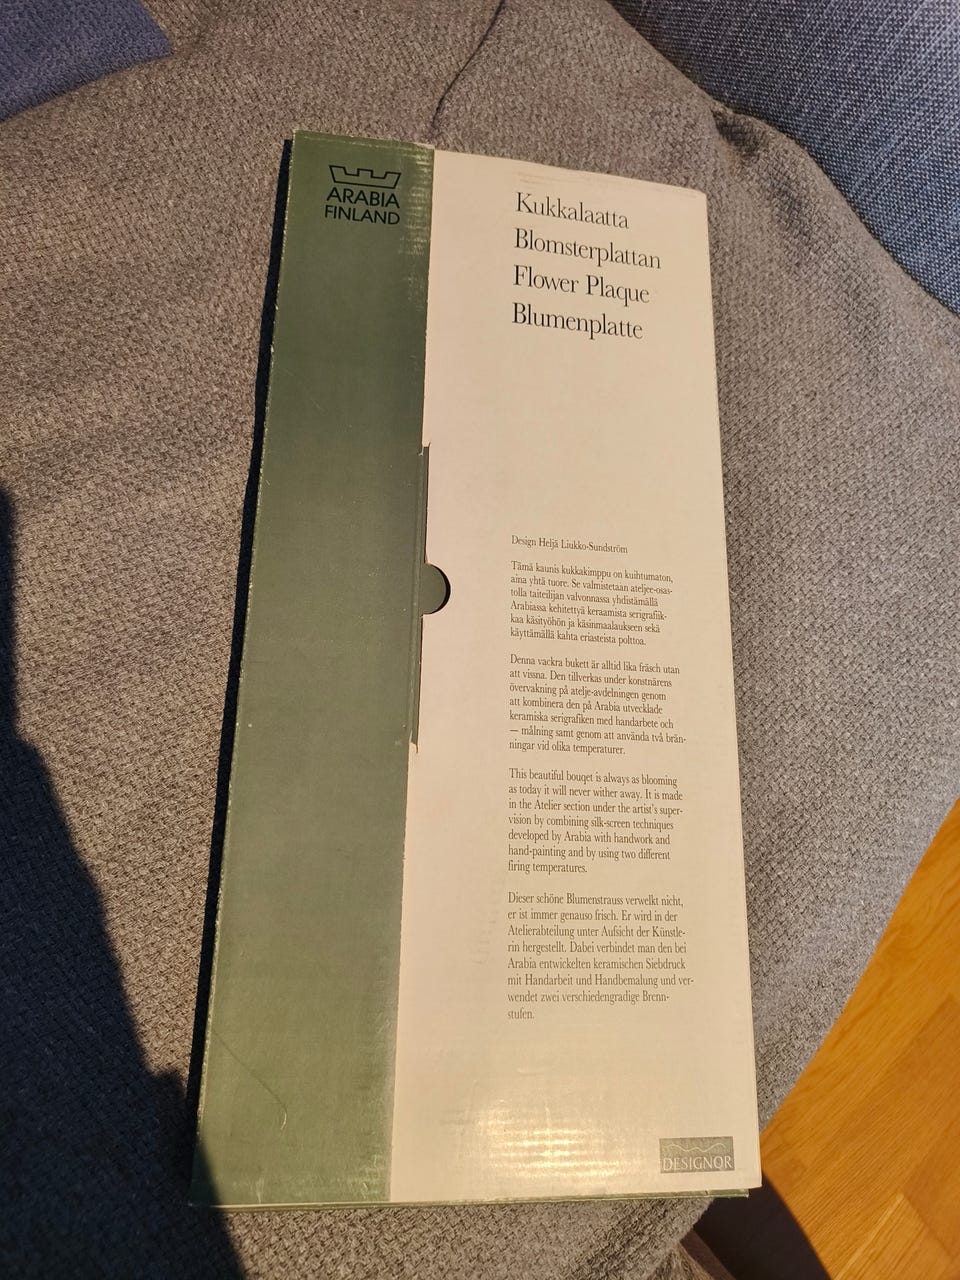 ARABIA
FINLAND
Kukkalaatta
Blomsterplattan
Flower Plaque
Blumenplatte
Design Heljä Liukko-Sundström
Tämä kaunis kukkakimppu on kuihtumaton,
aina yhtä tuore. Se valmistetaan ateljee-osas-
tolla taiteilijan valvonnassa yhdistämällä
Arabiassa kehitettyä keraamista serigrafiik-
kaa käsityöhön ja käsinmaalaukseen sekä
käyttämällä kahta eriasteista polttoa.
Denna vackra bukett är alltid lika fräsch utan
att vissna. Den tillverkas under konstnärens
övervakning på atelje-avdelningen genom
att kombinera den på Arabia utvecklade
keramiska serigrafiken med handarbete och
— målning samt genom att använda två brän-
ningar vid olika temperaturer.
This beautiful bouqet is always as blooming
as today it will never wither away. It is made
in the Atelier section under the artist's super-
vision by combining silk-screen techniques
developed by Arabia with handwork and
hand-painting and by using two different
firing temperatures.
Dieser schöne Blumenstrauss verwelkt nicht,
er ist immer genauso frisch. Er wird in der
Atelierabteilung unter Aufsicht der Künstle-
rin hergestellt. Dabei verbindet man den bei
Arabia entwickelten keramischen Siebdruck
mit Handarbeit und Handbemalung und ver-
wendet zwei verschiedengradige Brenn-
stufen.
DESIGNOR